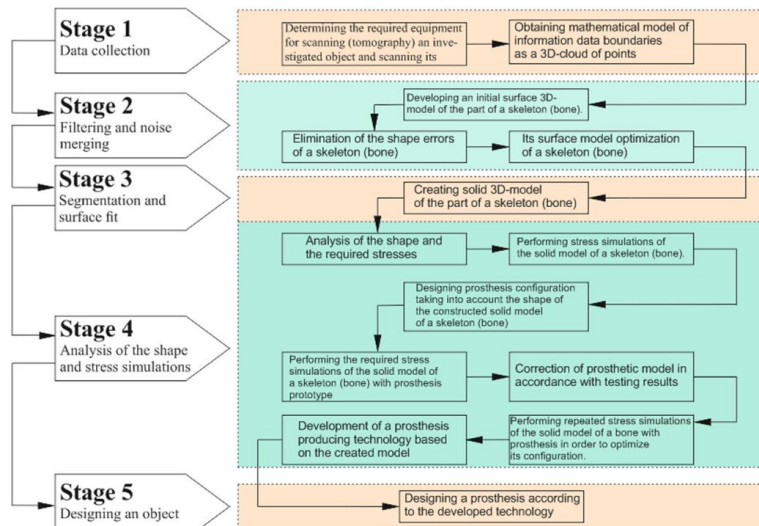 Stage 1
Data collection
Determining the required equipment
for scanning (tomography) an inve-
stigated object and scanning its
Obtaining mathematical model of
information data boundaries
as a 3D-cloud of points
Stage 2
Filtering and noise
merging
Developing an initial surface 3D-
model of the part of a skeleton (bone).
Elimination of the shape errors
of a skeleton (bone)
Its surface model optimization
of a skeleton (bone)
Stage 3
Segmentation and
surface fit
Creating solid 3D-model
of the part of a skeleton (bone)
Stage 4
Analysis of the shape
and stress simulations
Analysis of the shape and
the required stresses
Performing stress simulations of
the solid model of a skeleton (bone).
Designing prosthesis configuration
taking into account the shape of
the constructed solid model
of a skeleton (bone)
Performing the required stress
simulations of the solid model of
a skeleton (bone) with prosthesis
prototype
Correction of prosthetic model in
accordance with testing results
Performing repeated stress simulations
of the solid model of a bone with
prosthesis in order to optimize
its configuration.
Development of a prosthesis
producing technology based
on the created model
Stage 5
Designing an object
Designing a prosthesis according
to the developed technology